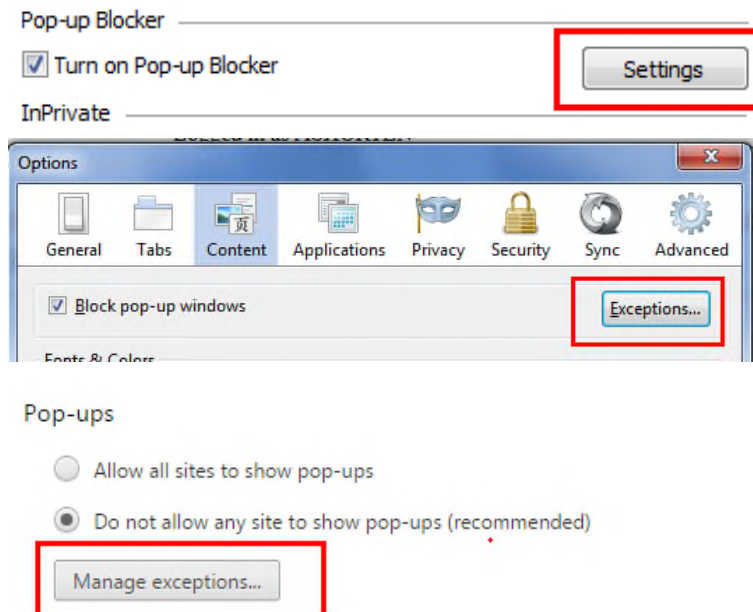 Pop-up Blocker
Turn on Pop-up Blocker
Settings
InPrivate
Options
General Tabs Content Applications Privacy Security Sync Advanced
Block pop-up windows
Exceptions...
Fonts & Colors
Pop-ups
Allow all sites to show pop-ups
Do not allow any site to show pop-ups (recommended)
Manage exceptions...